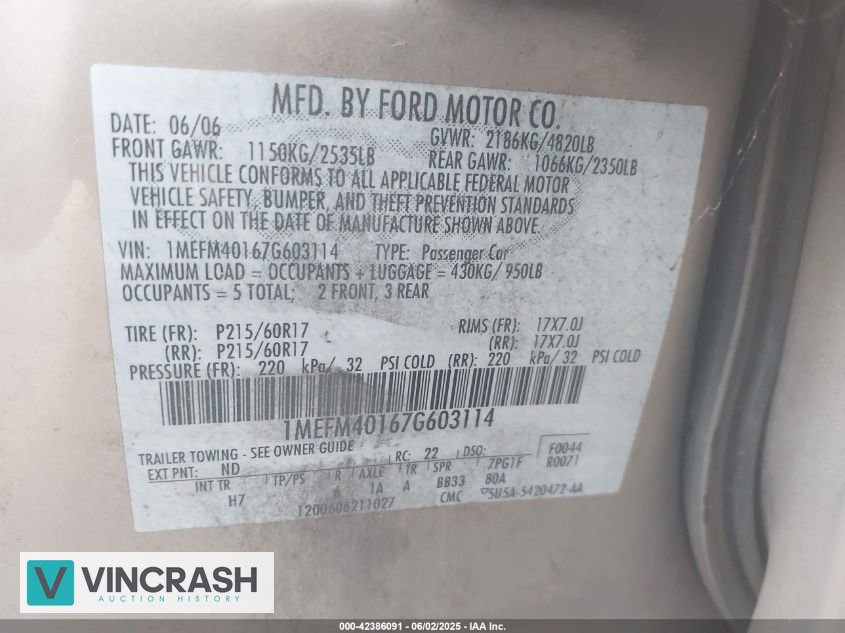 MFD. BY FORD MOTOR CO.
DATE: 06/06 GVWR: 2186KG/4820LB
FRONT GAWR: 1150KG/2535LB REAR GAWR: 1066KG/2350LB
THIS VEHICLE CONFORMS TO ALL APPLICABLE FEDERAL MOTOR
VEHICLE SAFETY, BUMPER, AND THEFT PREVENTION STANDARDS
IN EFFECT ON THE DATE OF MANUFACTURE SHOWN ABOVE.
VIN: 1MEFM40167G603114 TYPE: Passenger Car
MAXIMUM LOAD = OCCUPANTS + LUGGAGE = 430KG/ 950LB
OCCUPANTS = 5 TOTAL; 2 FRONT, 3 REAR
TIRE (FR): P215/60R17 RIMS (FR): 17X7.0J
(RR): P215/60R17 (RR): 17X7.0J
PRESSURE (FR): 220 kPa/ 32 PSI COLD (RR): 220 kPa/ 32 PSI COLD
1MEFM40167G603114
TRAILER TOWING - SEE OWNER GUIDE RC: 22 DSO: F0044
EXT PNT: ND R0071
INT TR TP/PS R AXLE TR SPR 7PG1F
H7 6 1A A BB33 80A
1200606211027 CMC 5U5A-5420472-AA
VINCRASH
AUCTION HISTORY
000-42386091 - 06/02/2025 - IAA Inc.